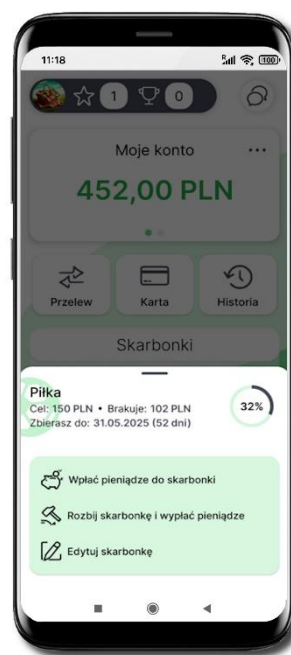 11:18
100
1
0
Moje konto
452,00 PLN
Przelew
Karta
Historia
Skarbonki
Piłka
Cel: 150 PLN • Brakuje: 102 PLN
Zbierasz do: 31.05.2025 (52 dni)
32%
Wpłać pieniądze do skarbonki
Rozbij skarbonkę i wypłać pieniądze
Edytuj skarbonkę